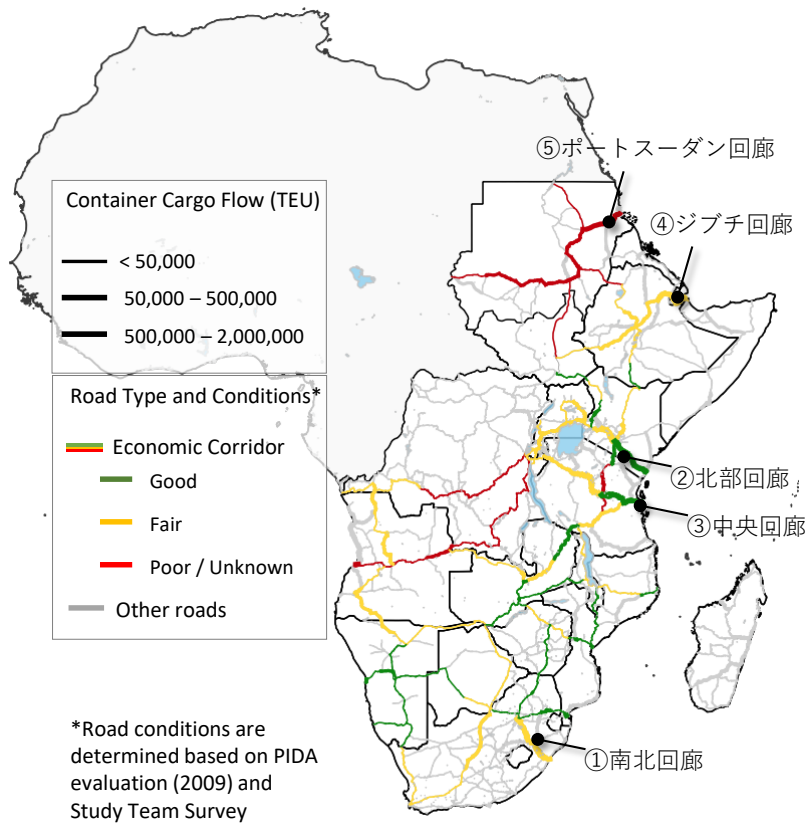 ⑤ポートスーダン回廊
Container Cargo Flow (TEU)
④ジブチ回廊
< 50,000
50,000 – 500,000
500,000 – 2,000,000
Road Type and Conditions*
Economic Corridor
Good
②北部回廊
Fair
③中央回廊
Poor / Unknown
Other roads
*Road conditions are
determined based on PIDA
evaluation (2009) and
Study Team Survey
①南北回廊